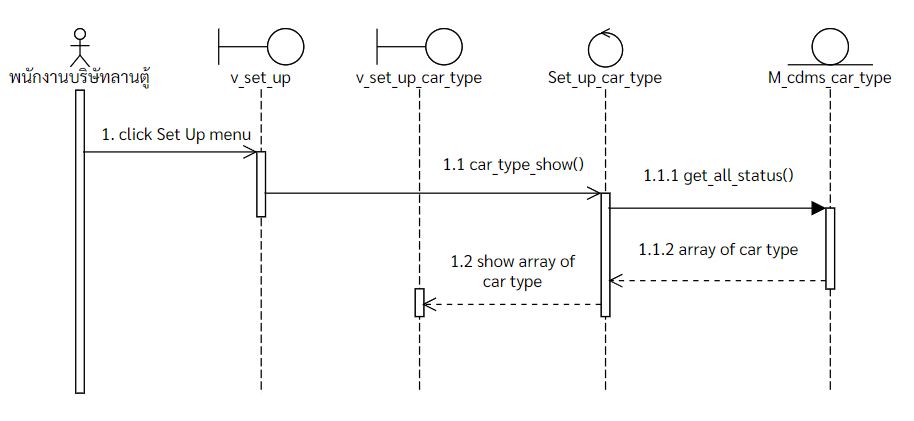 พนักงานบริษัทลานตู้
v_set_up
v_set_up_car_type
Set_up_car_type
M_cdms_car_type
1. click Set Up menu
1.1 car_type_show()
1.1.1 get_all_status()
1.1.2 array of car type
1.2 show array of
car type